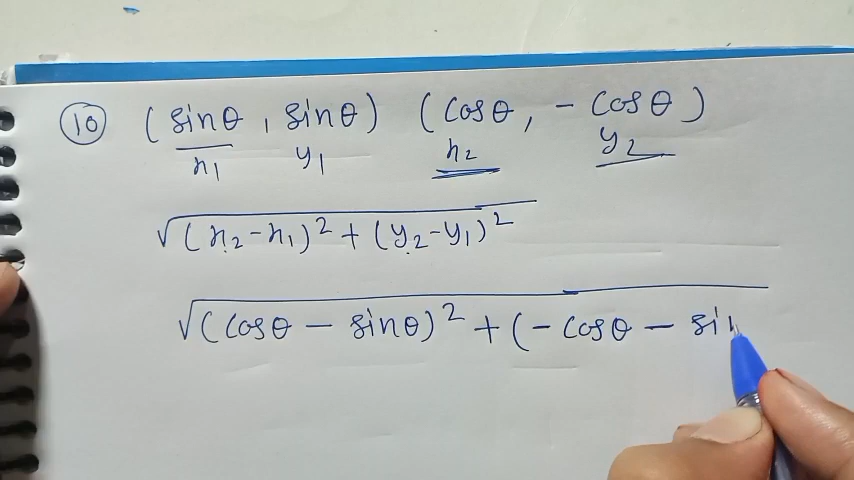 10 (sinθ, sinθ) (cosθ, - cosθ)
x1 y1 x2 y2
√(x2-x1)² + (y2-y1)²
√(cosθ - sinθ)² + (- cosθ - sin